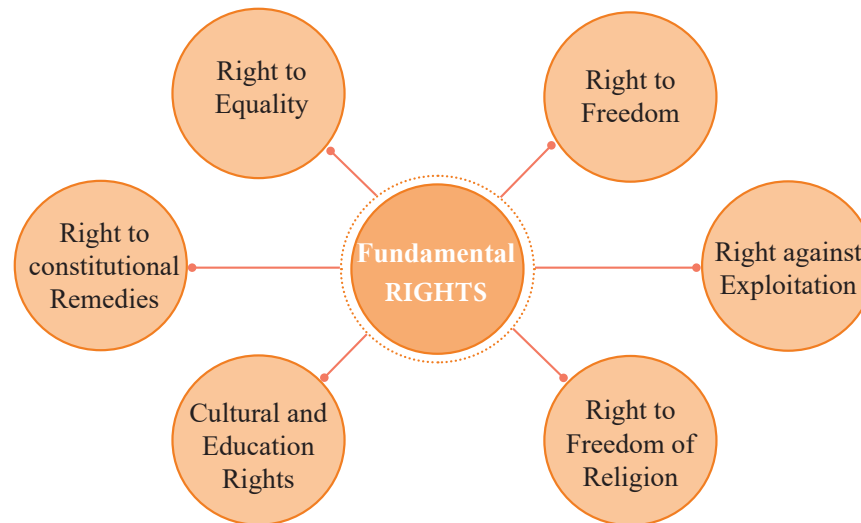 Right to
Equality
Right to
Freedom
Right to
constitutional
Remedies
Fundamental
RIGHTS
Right against
Exploitation
Cultural and
Education
Rights
Right to
Freedom of
Religion